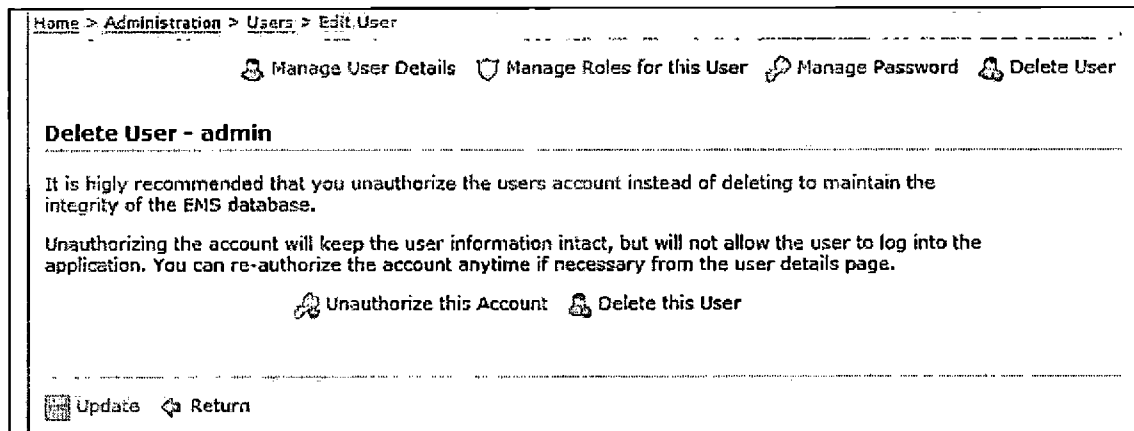 Home > Administration > Users > Edit User
Manage User Details Manage Roles for this User Manage Password Delete User
Delete User - admin
It is higly recommended that you unauthorize the users account instead of deleting to maintain the
integrity of the EMS database.
Unauthorizing the account will keep the user information intact, but will not allow the user to log into the
application. You can re-authorize the account anytime if necessary from the user details page.
Unauthorize this Account Delete this User
Update Return